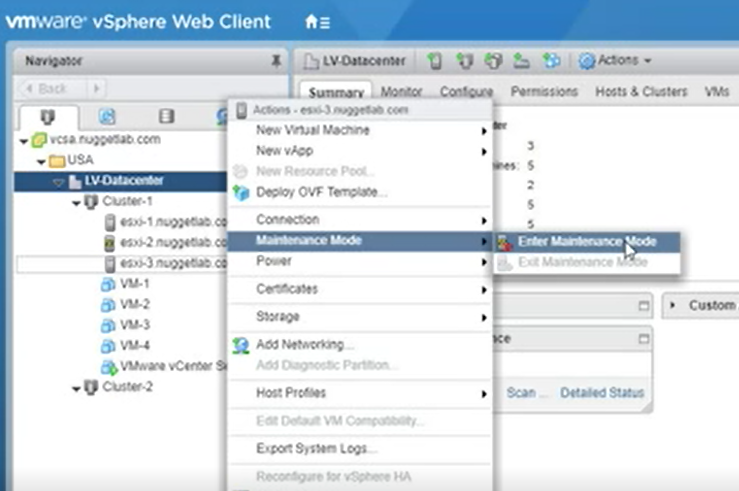 vmware® vSphere Web Client
Navigator
Back
vcsa.nuggetlab.com
USA
LV-Datacenter
Cluster-1
esxi-1.nuggetlab.co
esxi-2.nuggetlab.co
esxi-3.nuggetlab.co
VM-1
VM-2
VM-3
VM-4
VMware vCenter Se
Cluster-2
LV-Datacenter Actions
Summary Monitor Configure Permissions Hosts & Clusters VMs
ter
3
ines: 5
2
5
5
Custom
nce
Scan ... Detailed Status
Actions - esxi-3.nuggetlab.com
New Virtual Machine
New vApp
New Resource Pool...
Deploy OVF Template...
Connection
Maintenance Mode
Power
Certificates
Storage
Add Networking...
Add Diagnostic Partition...
Host Profiles
Edit Default VM Compatibility...
Export System Logs...
Reconfigure for vSphere HA
Enter Maintenance Mode
Exit Maintenance Mode